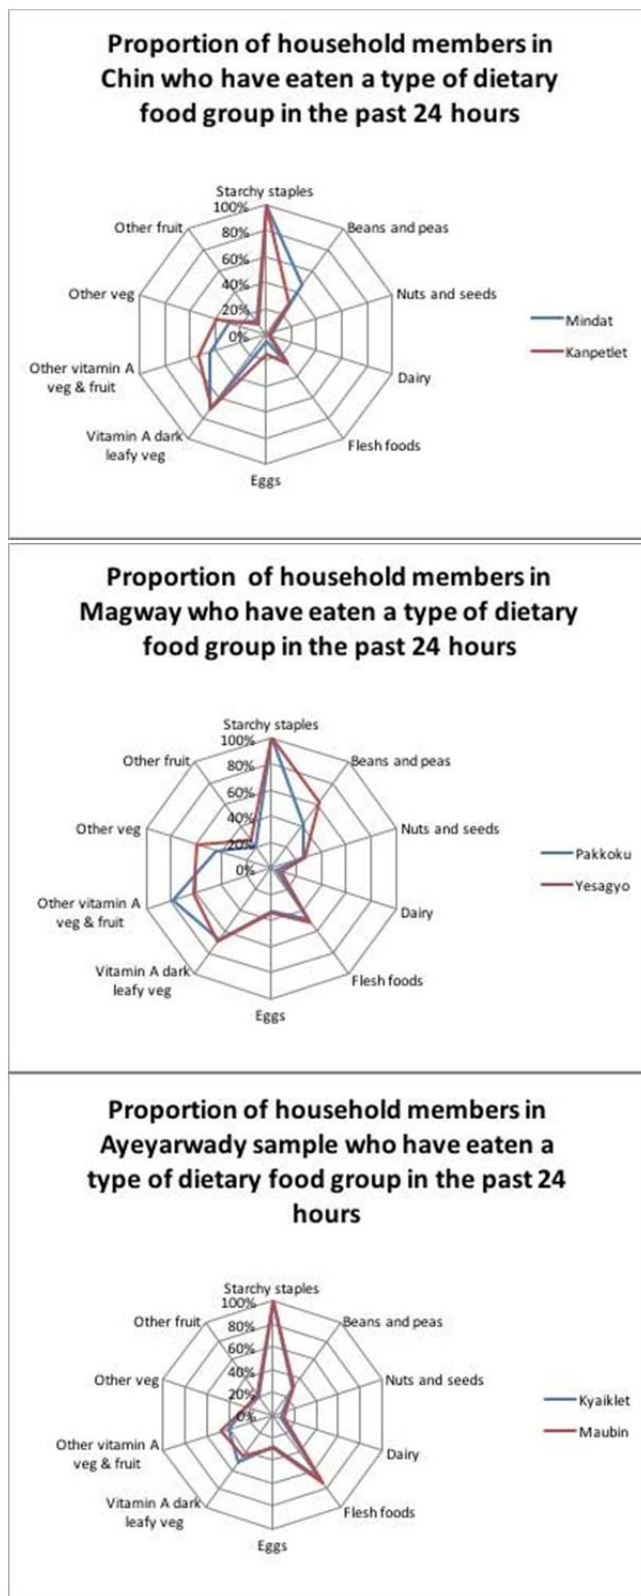 Proportion of household members in
Chin who have eaten a type of dietary
food group in the past 24 hours
Starchy staples
100%
80%
60%
40%
20%
0%
Beans and peas
Nuts and seeds
Dairy
Flesh foods
Eggs
Vitamin A dark
leafy veg
Other vitamin A
veg & fruit
Other veg
Other fruit
Mindat
Kanpetlet
Proportion of household members in
Magway who have eaten a type of dietary
food group in the past 24 hours
Starchy staples
100%
80%
60%
40%
20%
0%
Beans and peas
Nuts and seeds
Dairy
Flesh foods
Eggs
Vitamin A dark
leafy veg
Other vitamin A
veg & fruit
Other veg
Other fruit
Pakkoku
Yesagyo
Proportion of household members in
Ayeyarwady sample who have eaten a
type of dietary food group in the past 24
hours
Starchy staples
100%
80%
60%
40%
20%
0%
Beans and peas
Nuts and seeds
Dairy
Flesh foods
Eggs
Vitamin A dark
leafy veg
Other vitamin A
veg & fruit
Other veg
Other fruit
Kyaiklet
Maubin